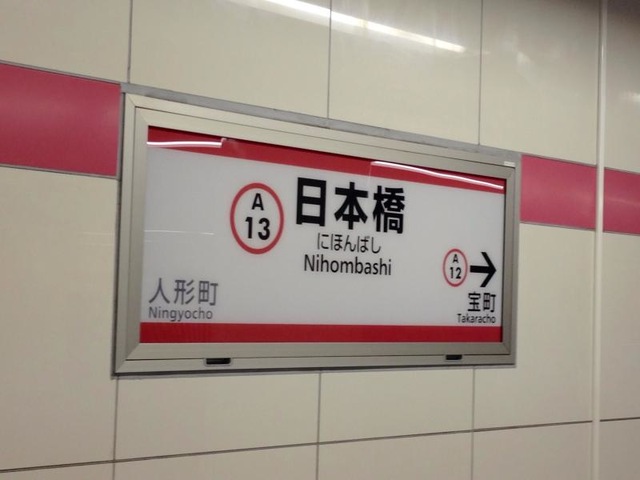 A
13
日本橋
にほんばし
Nihombashi
A
12
人形町
Ningyocho
宝町
Takaracho